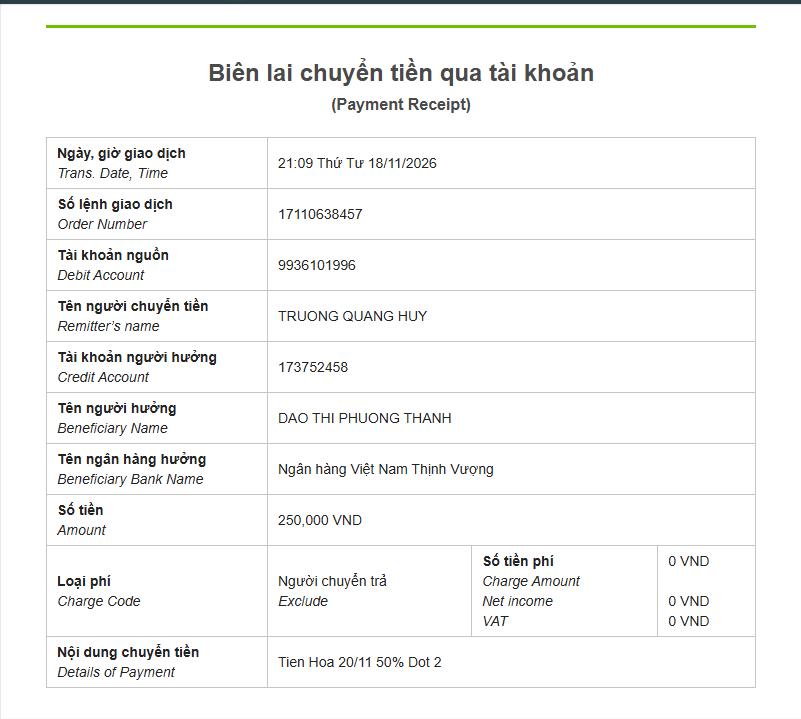 Biên lai chuyển tiền qua tài khoản
(Payment Receipt)
Ngày, giờ giao dịch
Trans. Date, Time
21:09 Thứ Tư 18/11/2026
Số lệnh giao dịch
Order Number
17110638457
Tài khoản nguồn
Debit Account
9936101996
Tên người chuyển tiền
Remitter's name
TRUONG QUANG HUY
Tài khoản người hưởng
Credit Account
173752458
Tên người hưởng
Beneficiary Name
DAO THI PHUONG THANH
Tên ngân hàng hưởng
Beneficiary Bank Name
Ngân hàng Việt Nam Thịnh Vượng
Số tiền
Amount
250,000 VND
Loại phí
Charge Code
Người chuyển trả
Exclude
Số tiền phí
Charge Amount
Net income
VAT
0 VND
0 VND
0 VND
Nội dung chuyển tiền
Details of Payment
Tien Hoa 20/11 50% Dot 2